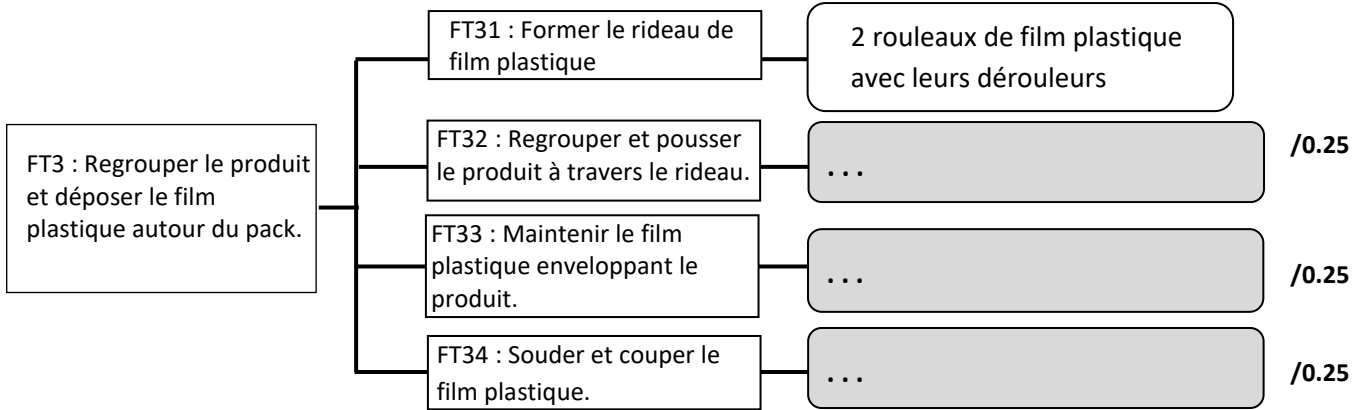 FT31 : Former le rideau de
film plastique
2 rouleaux de film plastique
avec leurs dérouleurs
FT3 : Regrouper le produit
et déposer le film
plastique autour du pack.
FT32 : Regrouper et pousser
le produit à travers le rideau.
. . .
/0.25
FT33 : Maintenir le film
plastique enveloppant le
produit.
. . .
/0.25
FT34 : Souder et couper le
film plastique.
. . .
/0.25